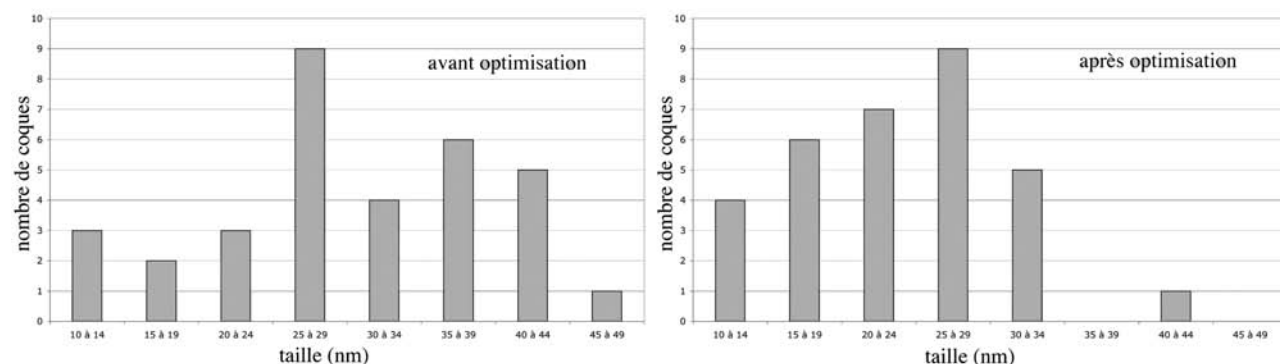 10
9
8
7
6
5
4
3
2
1
0
nombre de coques
avant optimisation
10 à 14 15 à 19 20 à 24 25 à 29 30 à 34 35 à 39 40 à 44 45 à 49
taille (nm)
10
9
8
7
6
5
4
3
2
1
0
nombre de coques
après optimisation
10 à 14 15 à 19 20 à 24 25 à 29 30 à 34 35 à 39 40 à 44 45 à 49
taille (nm)